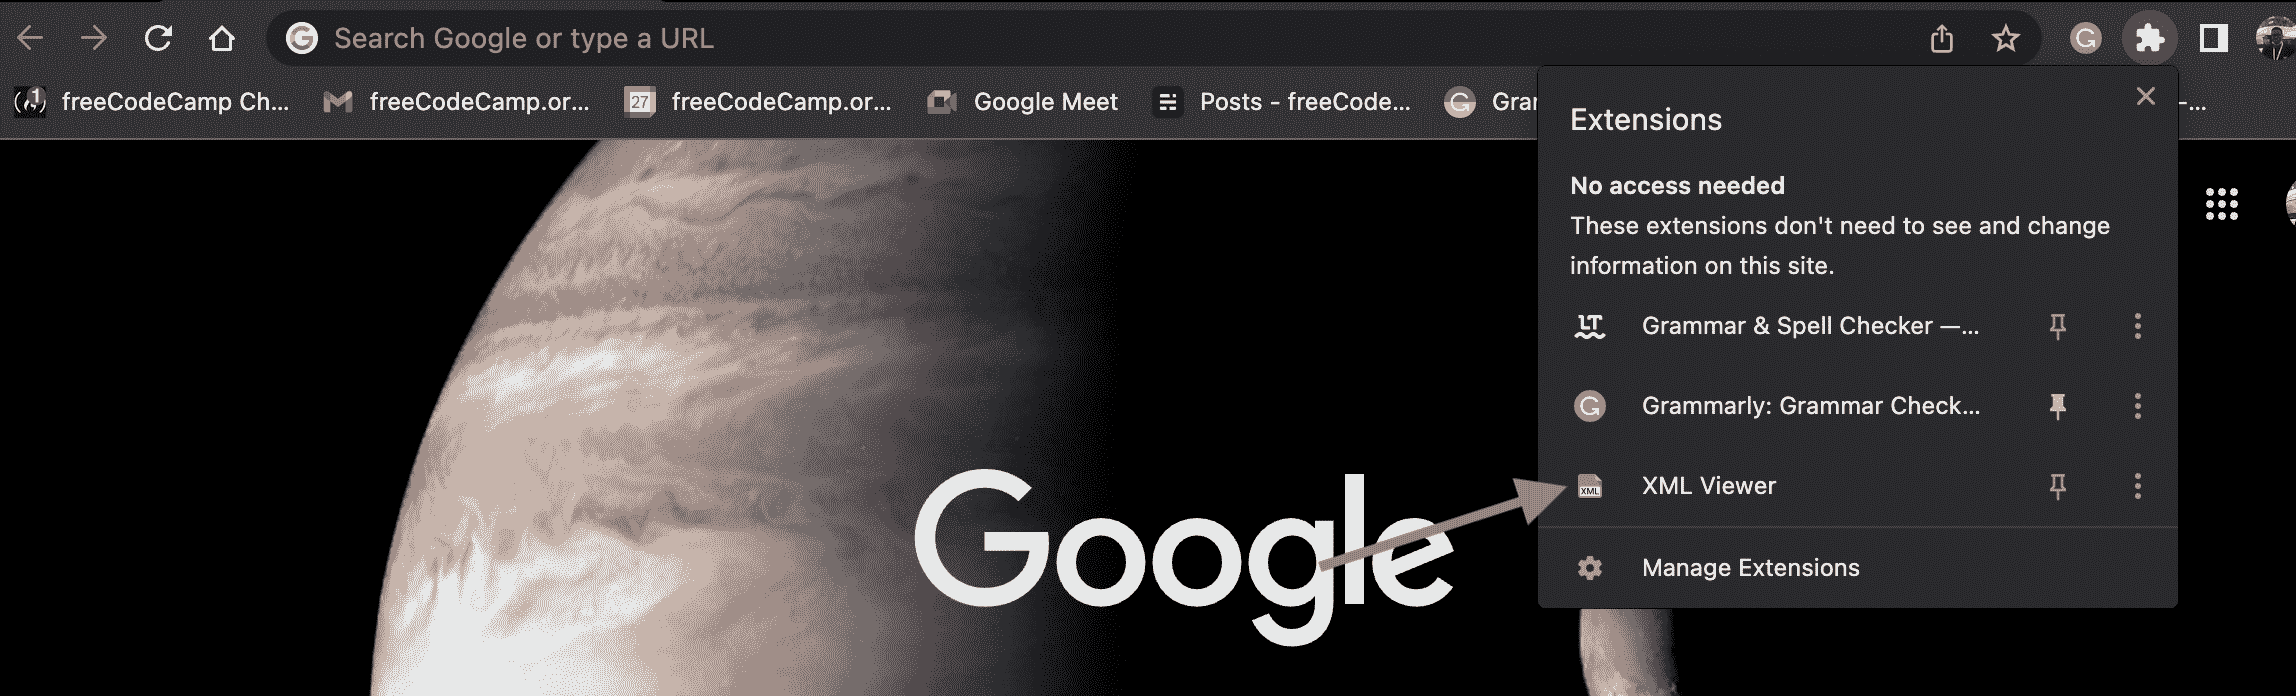 Search Google or type a URL
1
freeCodeCamp Ch...
freeCodeCamp.or...
27
freeCodeCamp.or...
Google Meet
Posts - freeCode...
G
Gra
-...
Extensions
No access needed
These extensions don't need to see and change
information on this site.
LT
Grammar & Spell Checker —...
G
Grammarly: Grammar Check...
XML
XML Viewer
Manage Extensions
Google